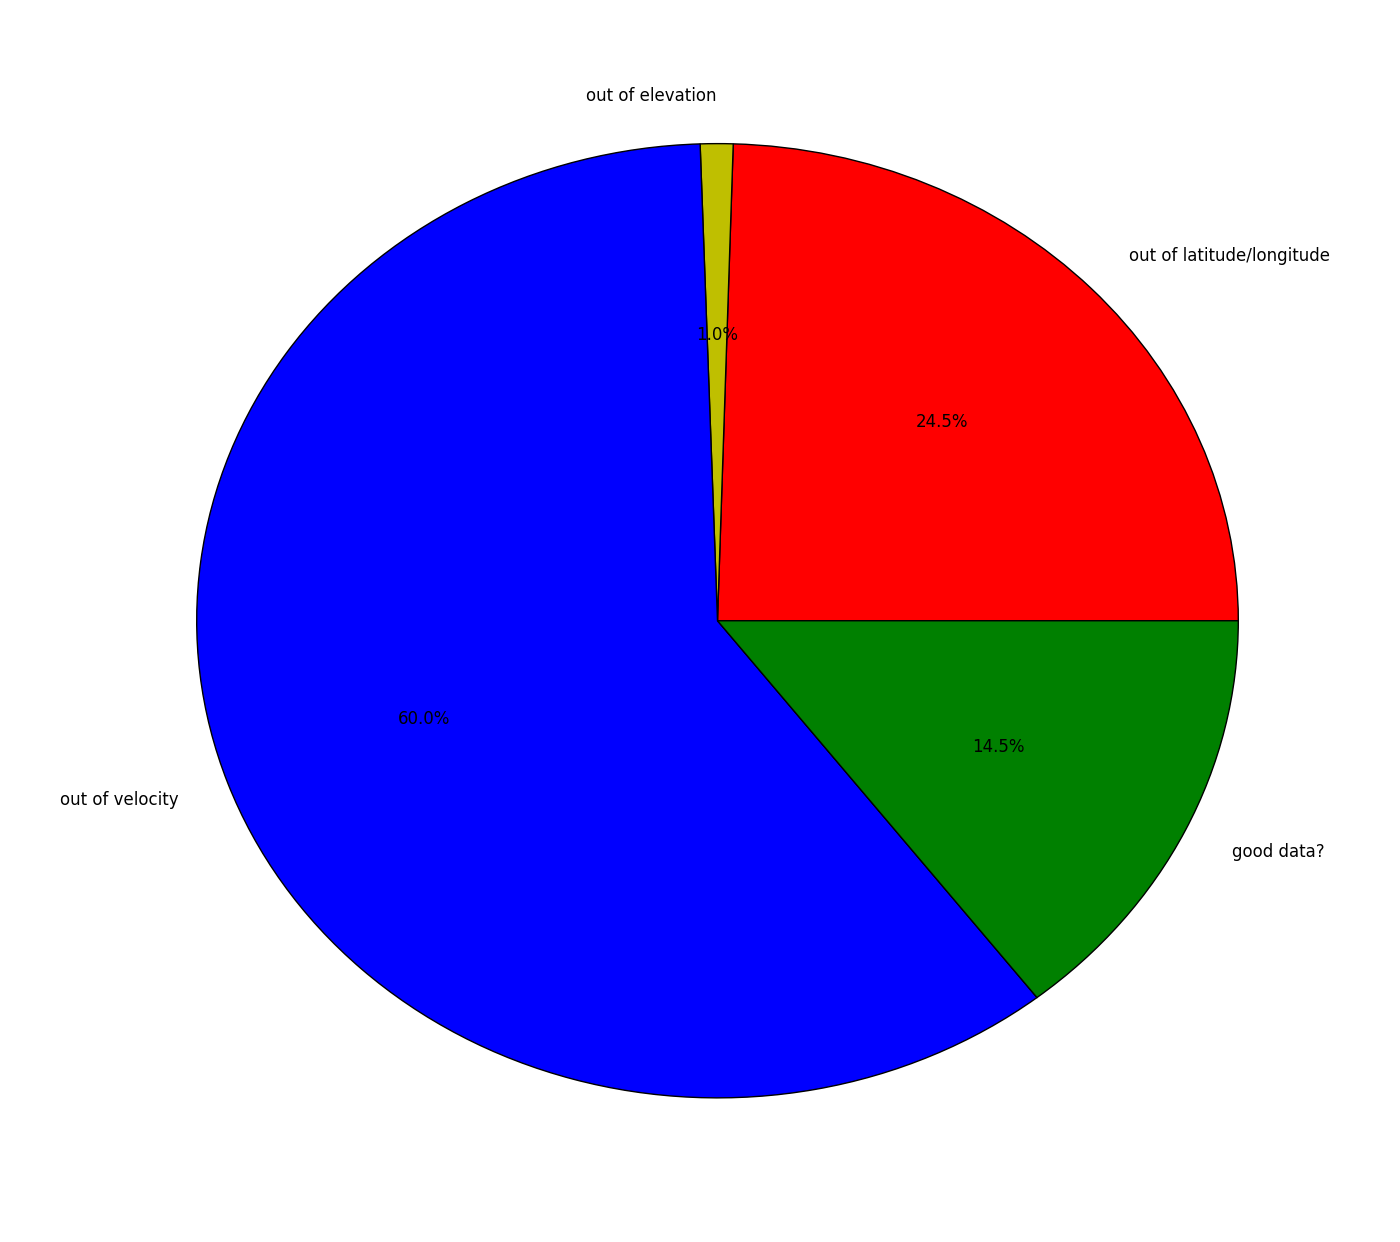 out of elevation
out of latitude/longitude
1.0%
24.5%
60.0%
14.5%
out of velocity
good data?